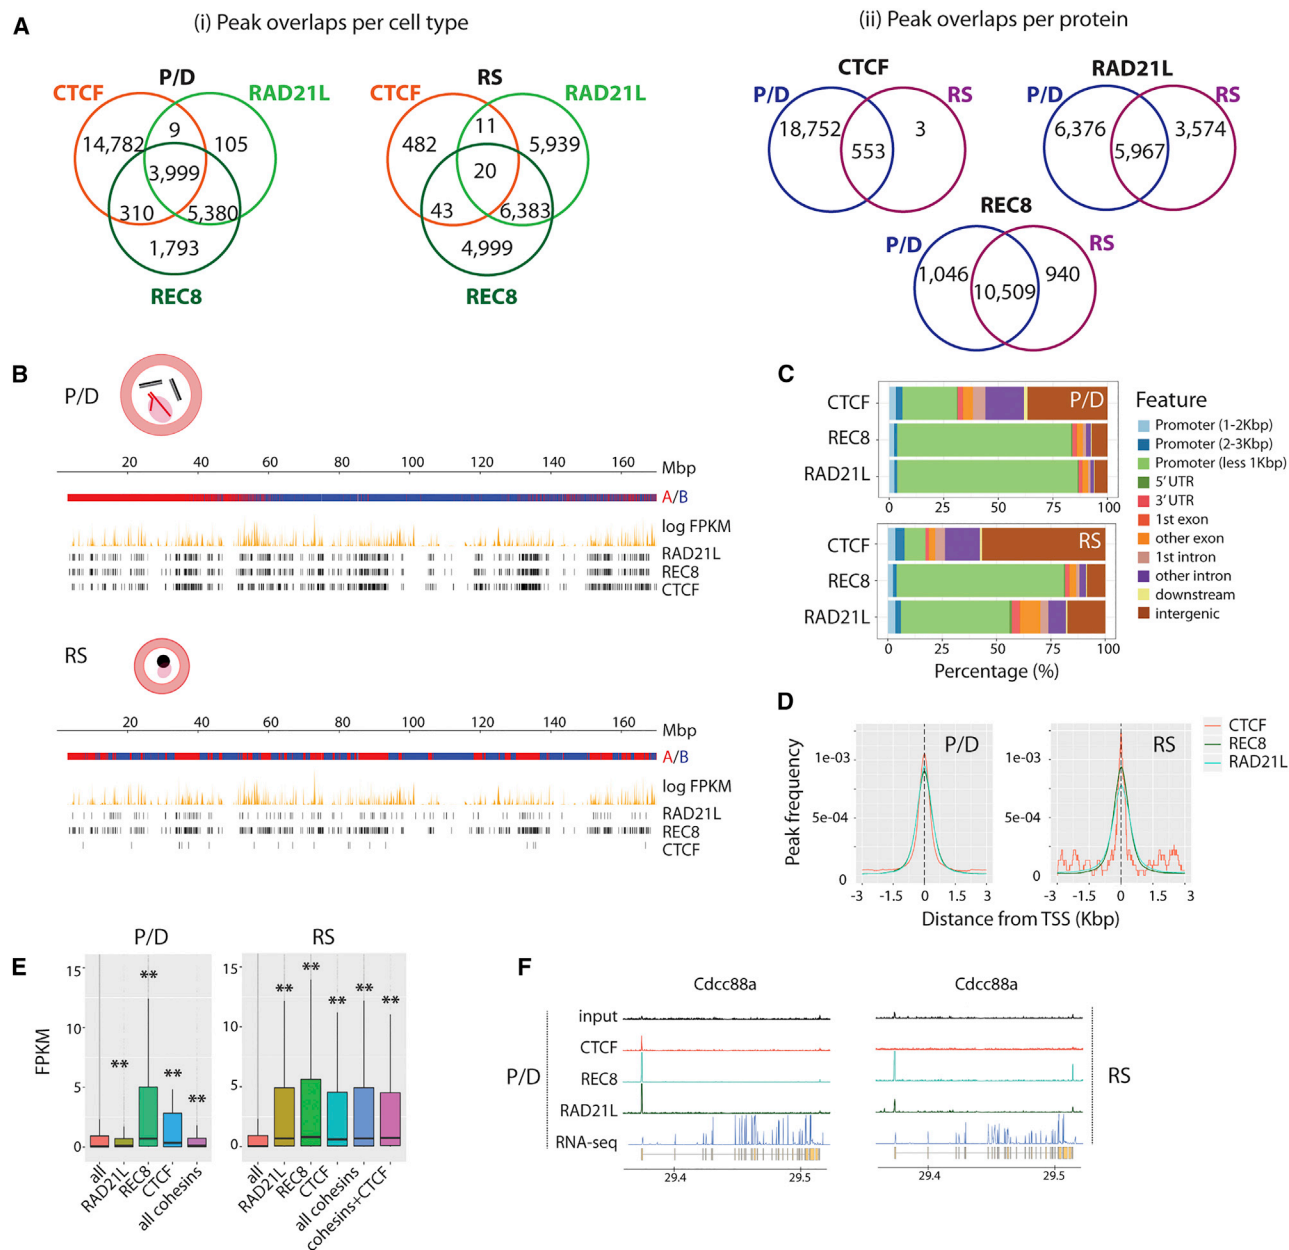 A
(i) Peak overlaps per cell type
P/D
CTCF
RAD21L
14,782
9
105
3,999
310
5,380
1,793
REC8
RS
CTCF
RAD21L
482
11
5,939
20
43
6,383
4,999
REC8
(ii) Peak overlaps per protein
CTCF
P/D
RS
18,752
553
3
RAD21L
P/D
RS
6,376
5,967
3,574
REC8
P/D
RS
1,046
10,509
940
B
P/D
20 40 60 80 100 120 140 160 Mbp
A/B
log FPKM
RAD21L
REC8
CTCF
RS
20 40 60 80 100 120 140 160 Mbp
A/B
log FPKM
RAD21L
REC8
CTCF
C
CTCF
P/D
REC8
RAD21L
0 25 50 75 100
CTCF
RS
REC8
RAD21L
0 25 50 75 100
Percentage (%)
Feature
Promoter (1-2Kbp)
Promoter (2-3Kbp)
Promoter (less 1Kbp)
5' UTR
3' UTR
1st exon
other exon
1st intron
other intron
downstream
intergenic
D
Peak frequency
P/D
1e-03
5e-04
0
-3 -1.5 0 1.5 3
RS
1e-03
5e-04
0
-3 -1.5 0 1.5 3
Distance from TSS (Kbp)
CTCF
REC8
RAD21L
E
P/D
FPKM
15
10
5
0
**
**
**
**
all
RAD21L
REC8
CTCF
all cohesins
RS
15
10
5
0
**
**
**
**
**
all
RAD21L
REC8
CTCF
all cohesins
cohesins+CTCF
F
Cdcc88a
Cdcc88a
P/D
input
CTCF
REC8
RAD21L
RNA-seq
RS
29.4 29.5
29.4 29.5